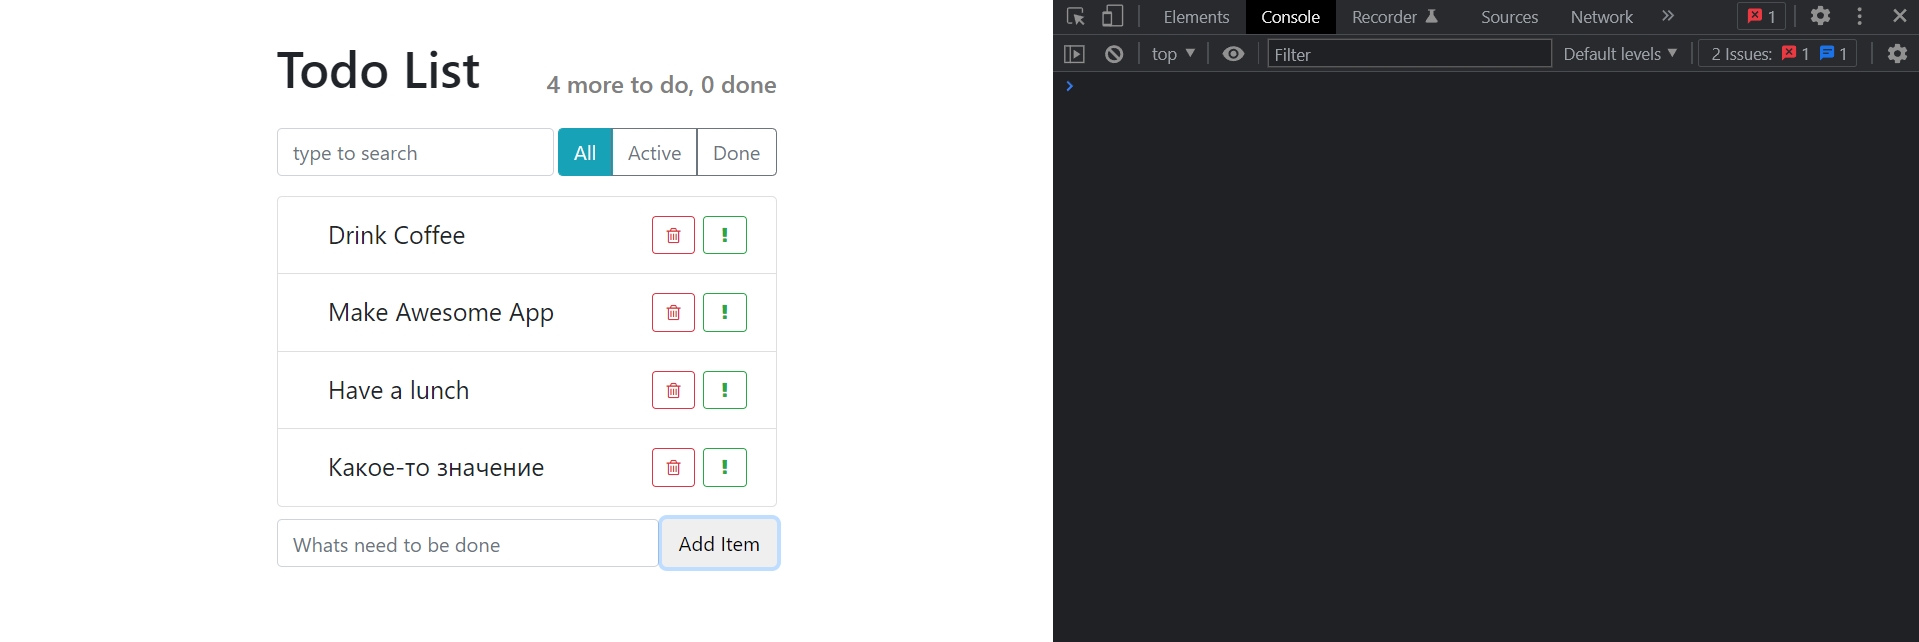 Todo List
4 more to do, 0 done
type to search
All
Active
Done
Drink Coffee
Make Awesome App
Have a lunch
Какое-то значение
Whats need to be done
Add Item
Elements
Console
Recorder
Sources
Network
1
top
Filter
Default levels
2 Issues: 1 1